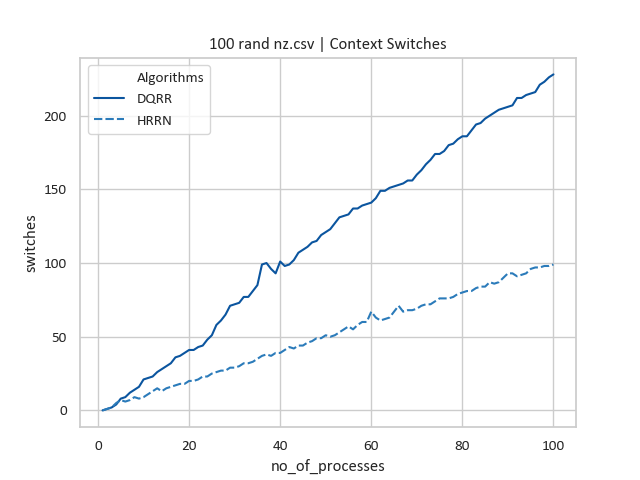 100 rand nz.csv | Context Switches
Algorithms
DQRR
HRRN
200
150
100
50
0
switches
0 20 40 60 80 100
no_of_processes